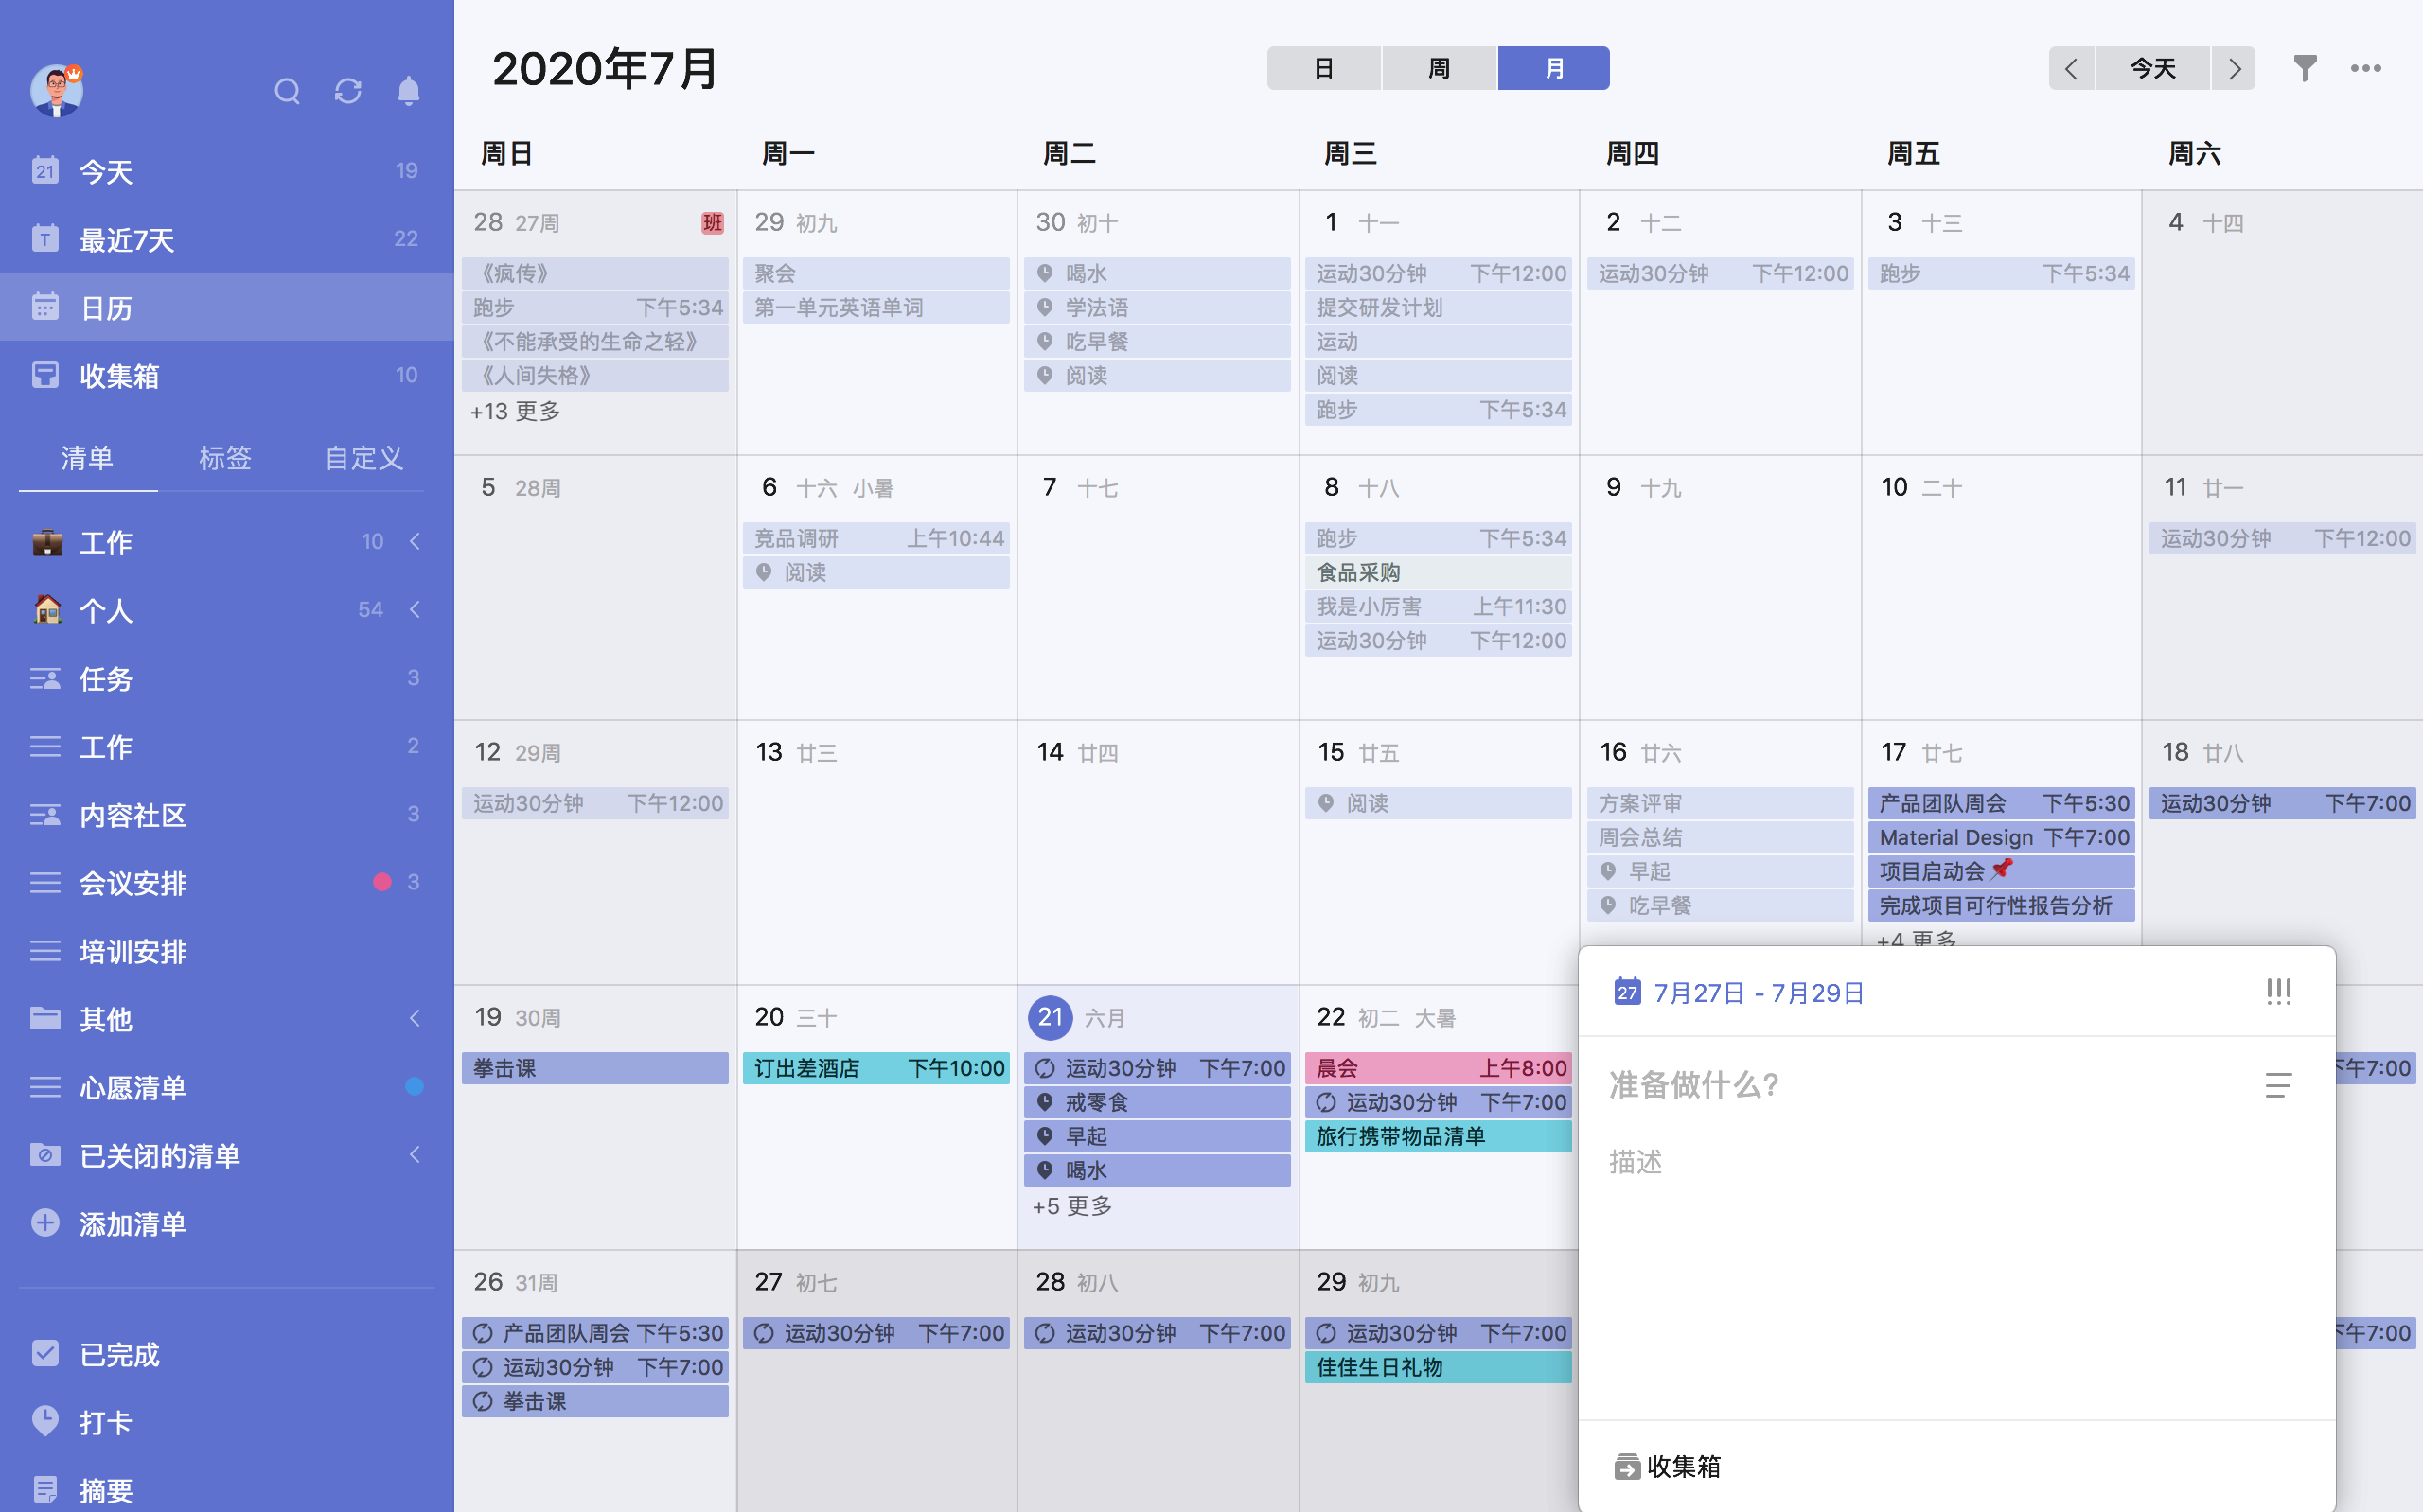 21 今天 19
T 最近7天 22
日历
收集箱 10
清单 标签 自定义
工作 10
个人 54
任务 3
工作 2
内容社区 3
会议安排 3
培训安排
其他
心愿清单
已关闭的清单
添加清单
已完成
打卡
摘要
2020年7月 日 周 月 今天
周日 周一 周二 周三 周四 周五 周六
28 27周 班
《疯传》
跑步 下午5:34
《不能承受的生命之轻》
《人间失格》
+13 更多
29 初九
聚会
第一单元英语单词
30 初十
喝水
学法语
吃早餐
阅读
1 十一
运动30分钟 下午12:00
提交研发计划
运动
阅读
跑步 下午5:34
2 十二
运动30分钟 下午12:00
3 十三
跑步 下午5:34
4 十四
5 28周
6 十六 小暑
竞品调研 上午10:44
阅读
7 十七
8 十八
跑步 下午5:34
食品采购
我是小厉害 上午11:30
运动30分钟 下午12:00
9 十九
10 二十
11 廿一
运动30分钟 下午12:00
12 29周
运动30分钟 下午12:00
13 廿三
14 廿四
15 廿五
阅读
16 廿六
方案评审
周会总结
早起
吃早餐
17 廿七
产品团队周会 下午5:30
Material Design 下午7:00
项目启动会
完成项目可行性报告分析
+4 更多
18 廿八
运动30分钟 下午7:00
19 30周
拳击课
20 三十
订出差酒店 下午10:00
21 六月
运动30分钟 下午7:00
戒零食
早起
喝水
+5 更多
22 初二 大暑
晨会 上午8:00
运动30分钟 下午7:00
旅行携带物品清单
下午7:00
26 31周
产品团队周会 下午5:30
运动30分钟 下午7:00
拳击课
27 初七
运动30分钟 下午7:00
28 初八
运动30分钟 下午7:00
29 初九
运动30分钟 下午7:00
佳佳生日礼物
下午7:00
27 7月27日 - 7月29日 !!!
准备做什么?
描述
收集箱